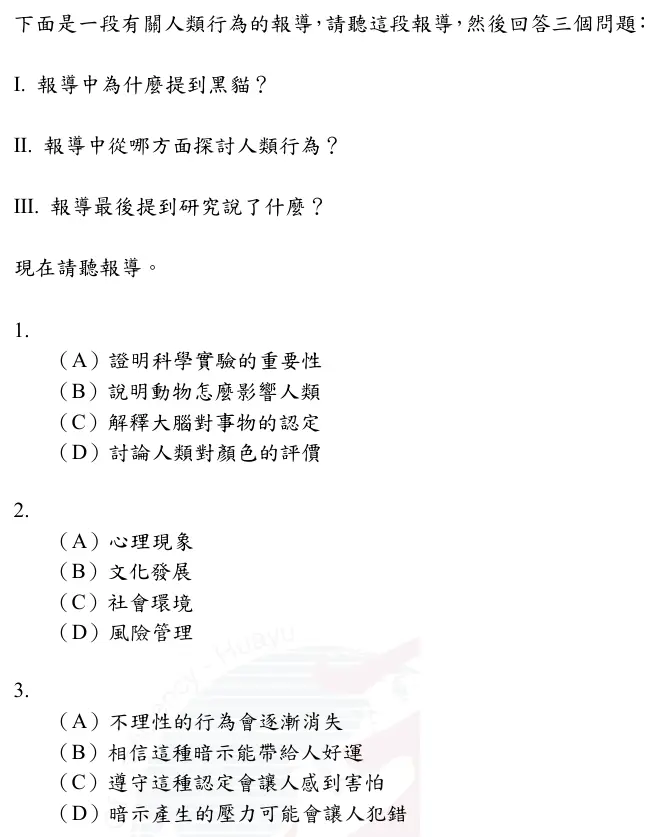 下面是一段有關人類行為的報導，請聽這段報導，然後回答三個問題：
I. 報導中為什麼提到黑貓？
II. 報導中從哪方面探討人類行為？
III. 報導最後提到研究說了什麼？
現在請聽報導。
1.
（A）證明科學實驗的重要性
（B）說明動物怎麼影響人類
（C）解釋大腦對事物的認定
（D）討論人類對顏色的評價
2.
（A）心理現象
（B）文化發展
（C）社會環境
（D）風險管理
3.
（A）不理性的行為會逐漸消失
（B）相信這種暗示能帶給人好運
（C）遵守這種認定會讓人感到害怕
（D）暗示產生的壓力可能會讓人犯錯
ency - Huayu